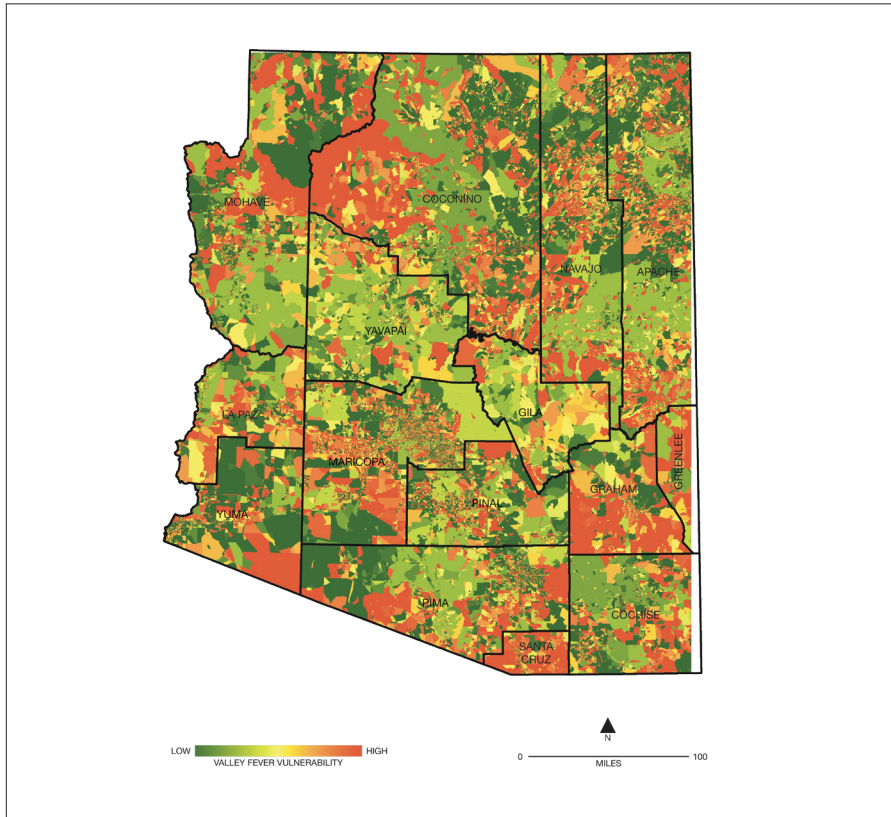 MOHAVE
COCONINO
NAVAJO
APACHE
YAVAPAI
LA PAZ
GILA
MARICOPA
GREENLEE
GRAHAM
YUMA
PINAL
PIMA
COCHISE
SANTA
CRUZ
LOW
HIGH
VALLEY FEVER VULNERABILITY
N
0
100
MILES